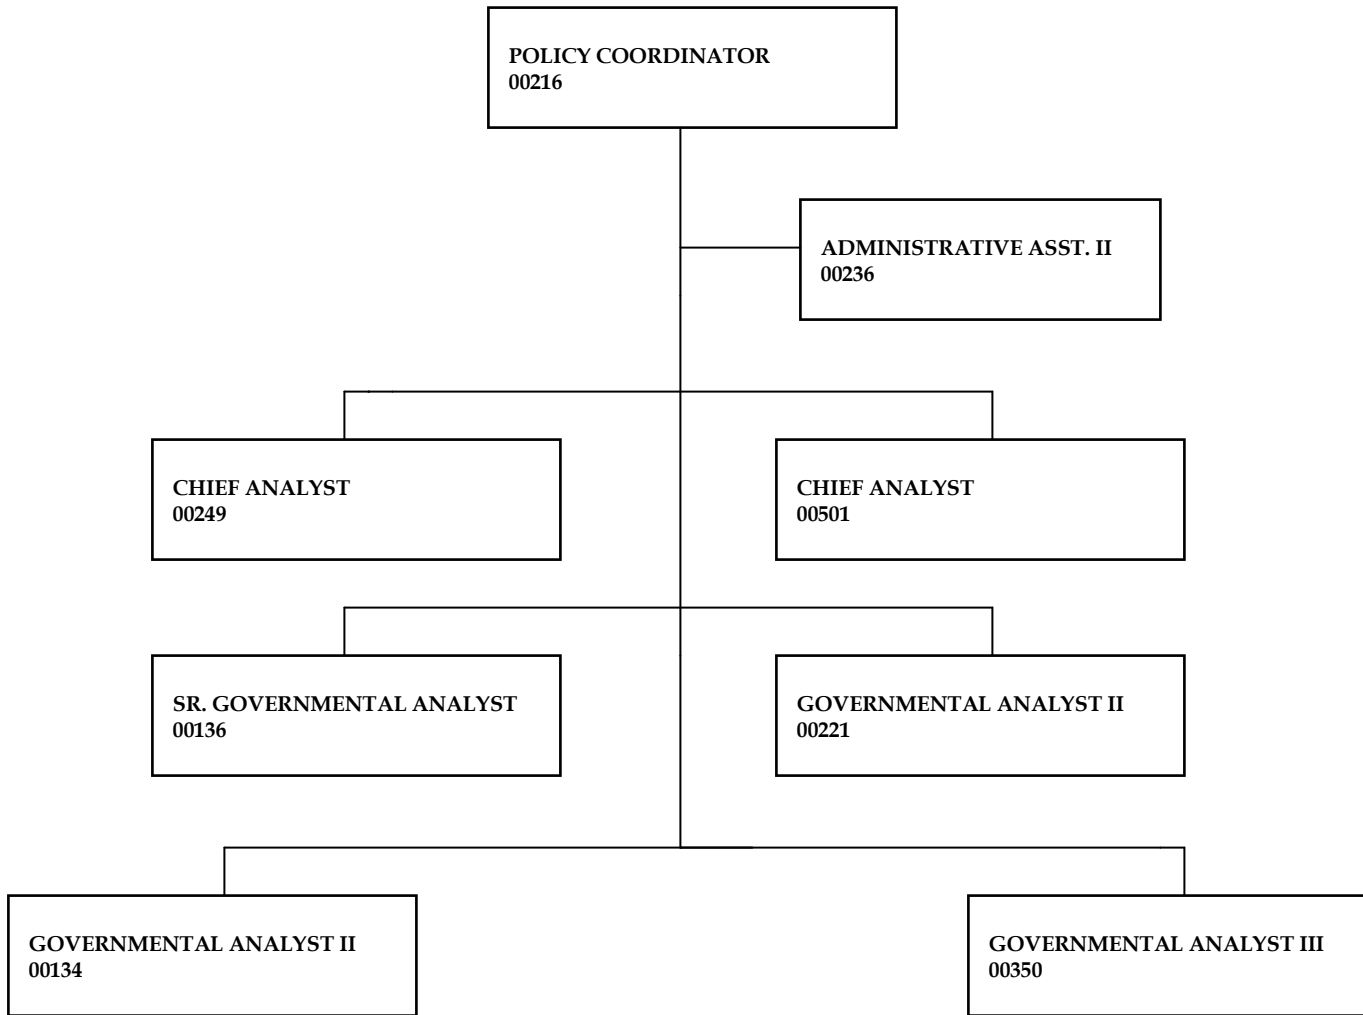 POLICY COORDINATOR
00216
ADMINISTRATIVE ASST. II
00236
CHIEF ANALYST
00249
CHIEF ANALYST
00501
SR. GOVERNMENTAL ANALYST
00136
GOVERNMENTAL ANALYST II
00221
GOVERNMENTAL ANALYST II
00134
GOVERNMENTAL ANALYST III
00350